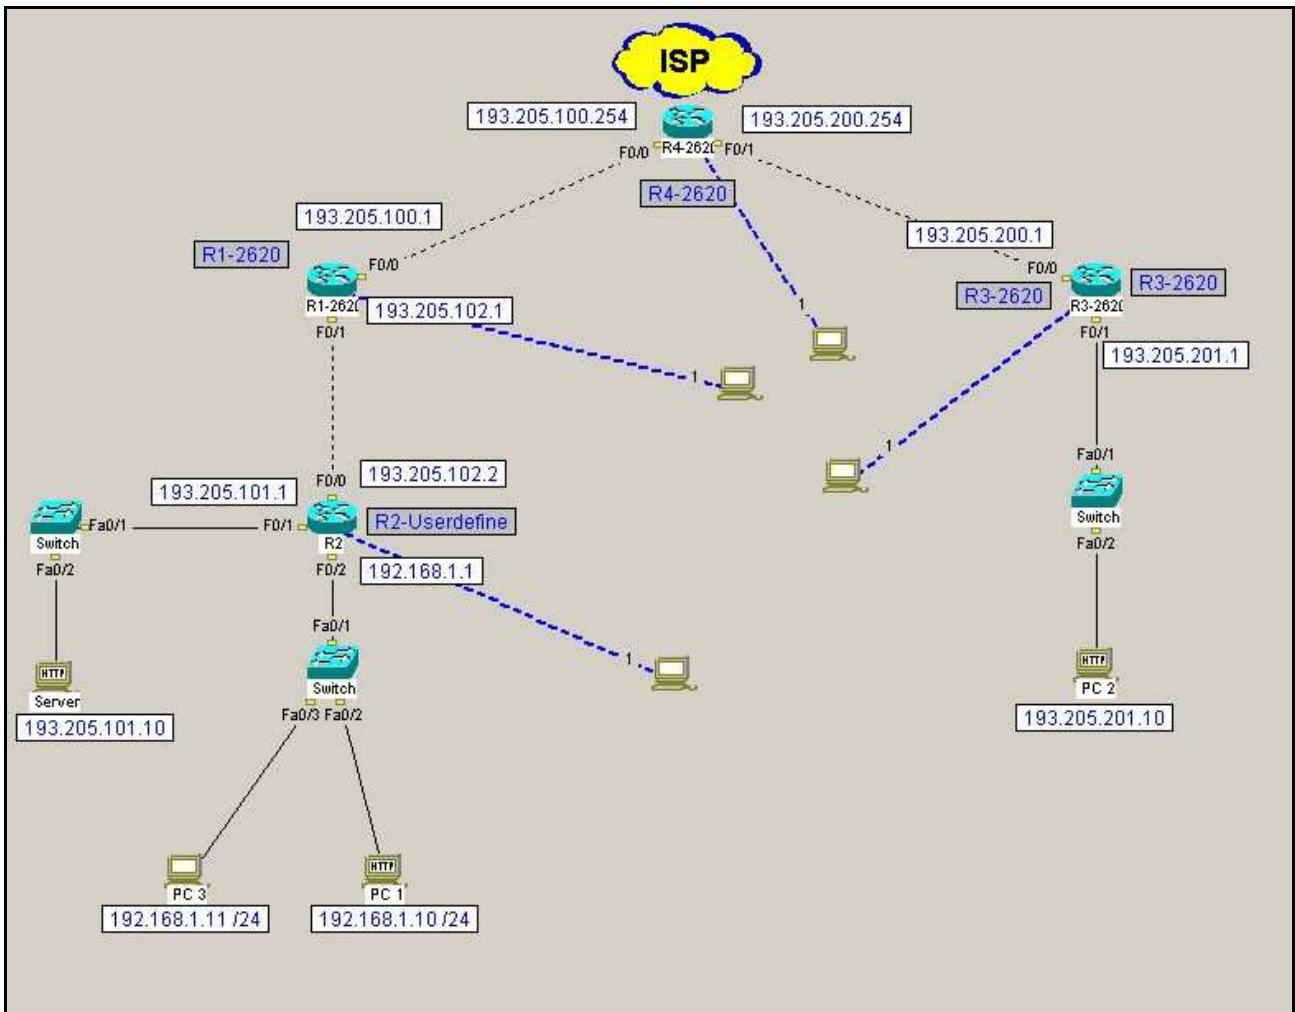 ISP
193.205.100.254
193.205.200.254
F0/0
R4-262
F0/1
R4-2620
193.205.100.1
193.205.200.1
R1-2620
F0/0
F0/0
R3-2620
R3-2620
R1-262
193.205.102.1
R3-262
F0/1
1
F0/1
193.205.201.1
1
1
193.205.102.2
Fa0/1
193.205.101.1
F0/0
Switch
Fa0/1
F0/1
R2-Userdefine
Switch
R2
Fa0/2
Fa0/2
F0/2
192.168.1.1
Fa0/1
1
HTTP
HTTP
Server
Switch
PC 2
Fa0/3
Fa0/2
193.205.101.10
193.205.201.10
HTTP
PC 3
PC 1
192.168.1.11 /24
192.168.1.10 /24